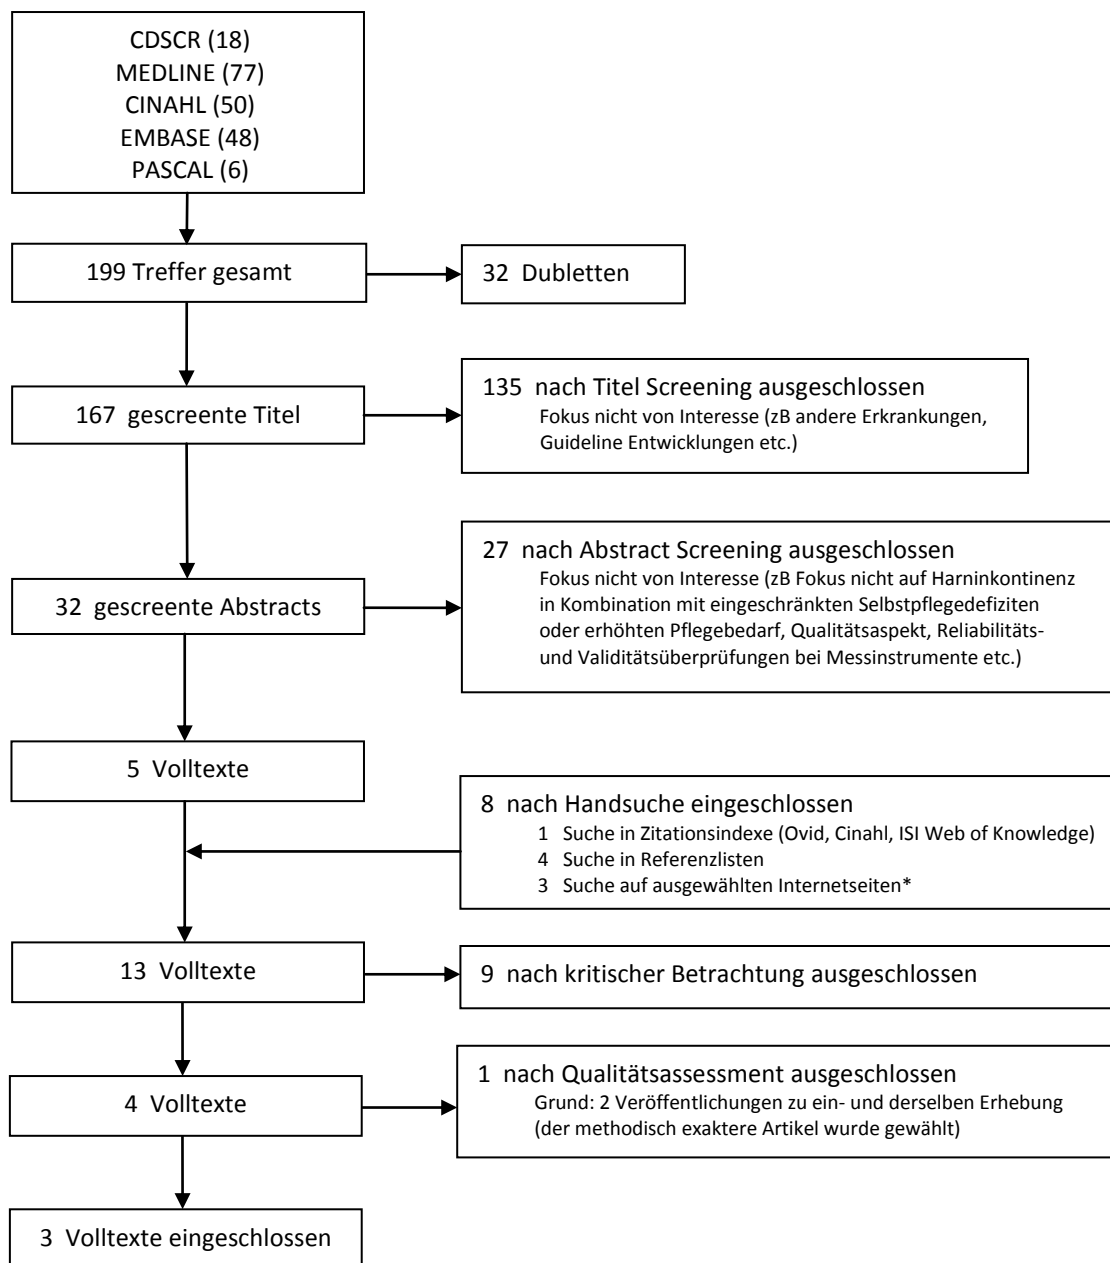 CDSCR (18)
MEDLINE (77)
CINAHL (50)
EMBASE (48)
PASCAL (6)
199 Treffer gesamt
32 Dubletten
167 gescreente Titel
135 nach Titel Screening ausgeschlossen
Fokus nicht von Interesse (zB andere Erkrankungen,
Guideline Entwicklungen etc.)
32 gescreente Abstracts
27 nach Abstract Screening ausgeschlossen
Fokus nicht von Interesse (zB Fokus nicht auf Harninkontinenz
in Kombination mit eingeschränkten Selbstpflegedefiziten
oder erhöhten Pflegebedarf, Qualitätsaspekt, Reliabilitäts-
und Validitätsüberprüfungen bei Messinstrumente etc.)
5 Volltexte
8 nach Handsuche eingeschlossen
1 Suche in Zitationsindexe (Ovid, Cinahl, ISI Web of Knowledge)
4 Suche in Referenzlisten
3 Suche auf ausgewählten Internetseiten*
13 Volltexte
9 nach kritischer Betrachtung ausgeschlossen
4 Volltexte
1 nach Qualitätsassessment ausgeschlossen
Grund: 2 Veröffentlichungen zu ein- und derselben Erhebung
(der methodisch exaktere Artikel wurde gewählt)
3 Volltexte eingeschlossen